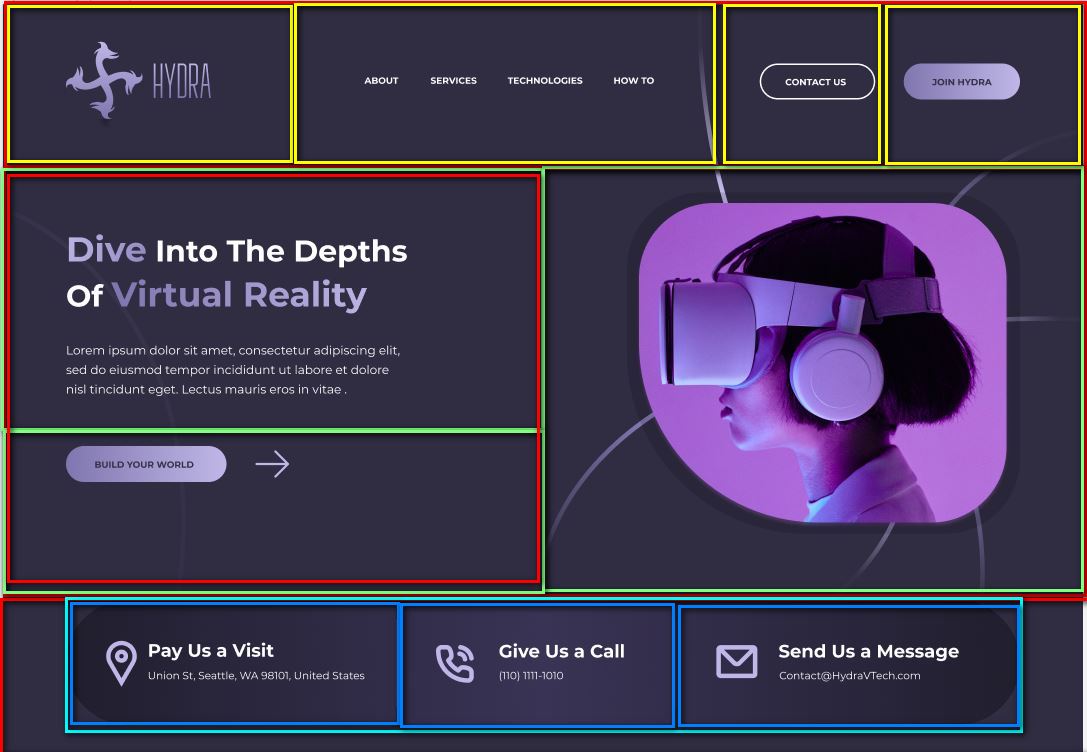 HYDRA
ABOUT SERVICES TECHNOLOGIES HOW TO
CONTACT US
JOIN HYDRA
Dive Into The Depths
Of Virtual Reality
Lorem ipsum dolor sit amet, consectetur adipiscing elit,
sed do eiusmod tempor incididunt ut labore et dolore
nisl tincidunt eget. Lectus mauris eros in vitae .
BUILD YOUR WORLD
Pay Us a Visit
Union St, Seattle, WA 98101, United States
Give Us a Call
(110) 1111-1010
Send Us a Message
Contact@HydraVTech.com